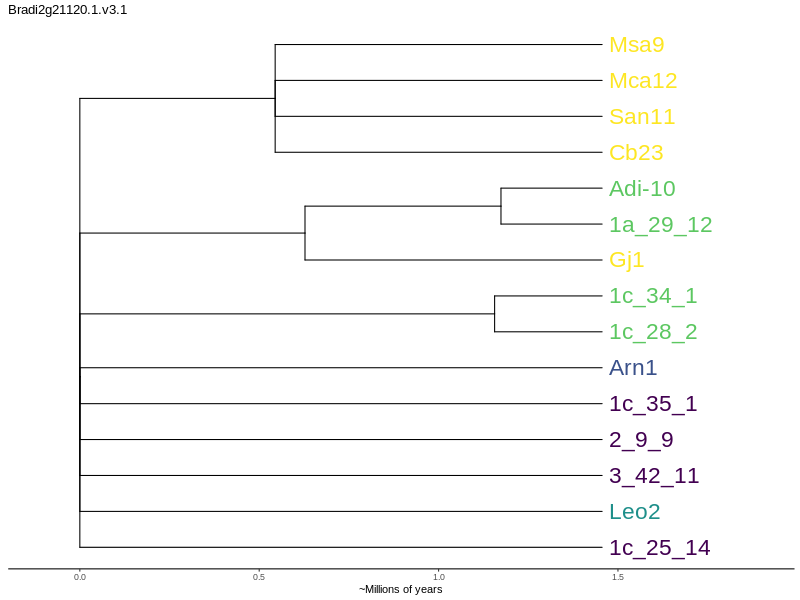 Bradi2g21120.1.v3.1
Msa9
Mca12
San11
Cb23
Adi-10
1a_29_12
Gj1
1c_34_1
1c_28_2
Arn1
1c_35_1
2_9_9
3_42_11
Leo2
1c_25_14
0.0 0.5 1.0 1.5
~Millions of years